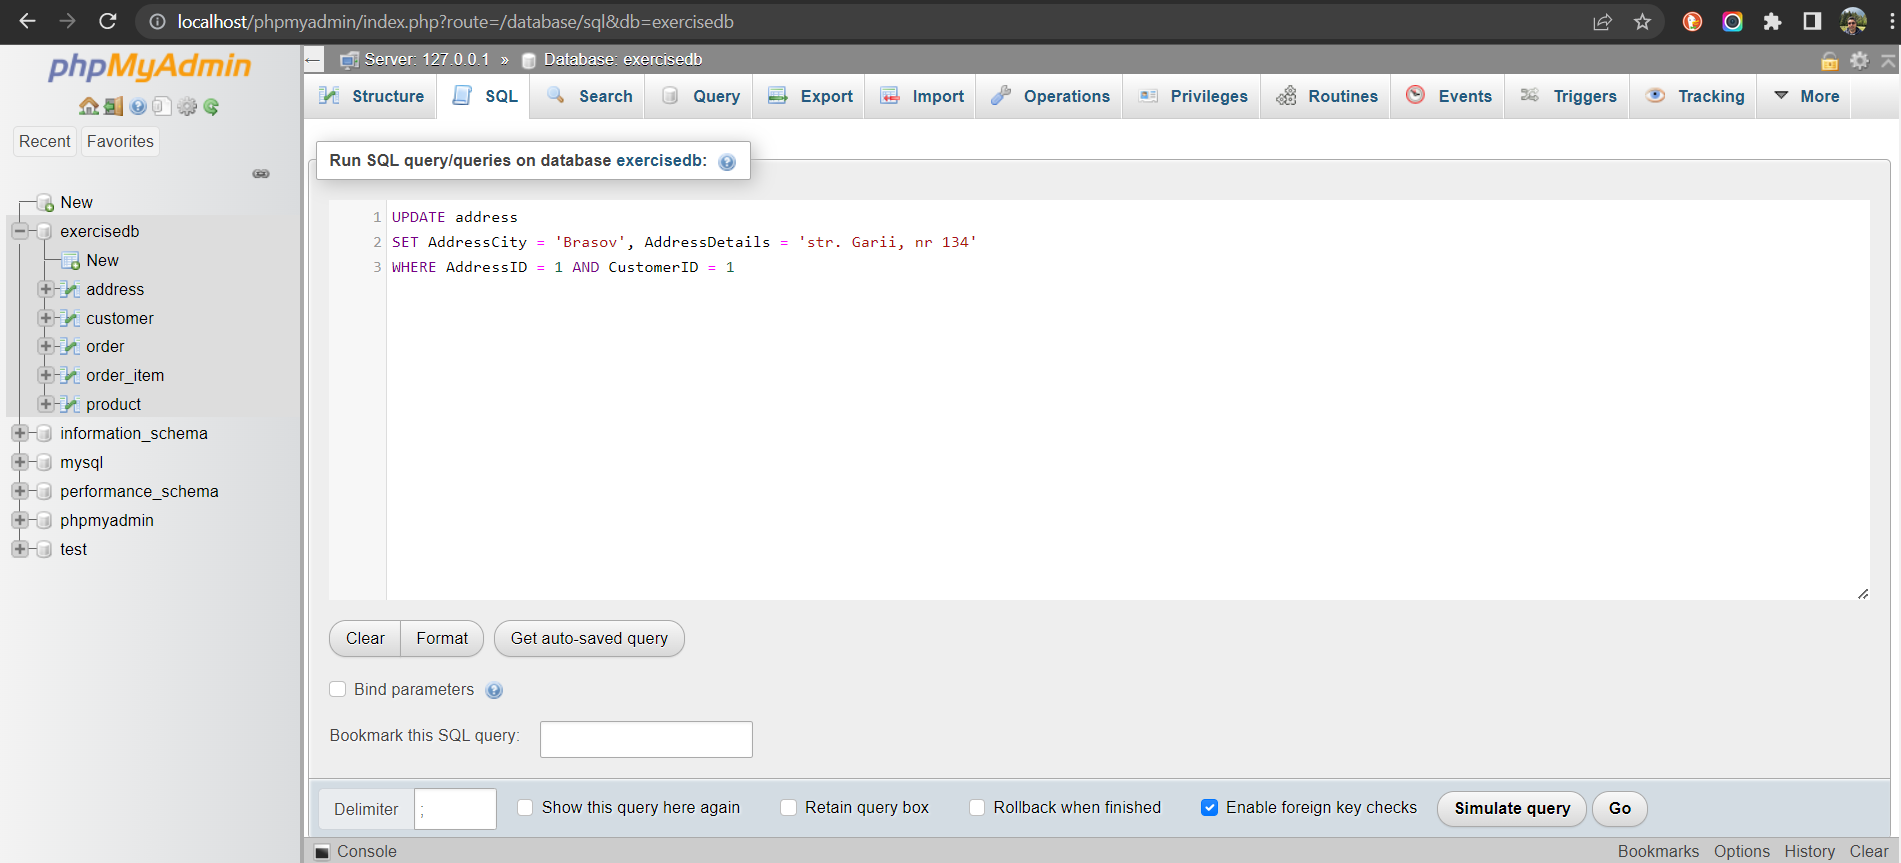 localhost/phpmyadmin/index.php?route=/database/sql&db=exercisedb
phpMyAdmin
Recent Favorites
New
exercisedb
New
address
customer
order
order_item
product
information_schema
mysql
performance_schema
phpmyadmin
test
Server: 127.0.0.1 » Database: exercisedb
Structure SQL Search Query Export Import Operations Privileges Routines Events Triggers Tracking More
Run SQL query/queries on database exercisedb:
1 UPDATE address
2 SET AddressCity = 'Brasov', AddressDetails = 'str. Garii, nr 134'
3 WHERE AddressID = 1 AND CustomerID = 1
Clear Format Get auto-saved query
Bind parameters
Bookmark this SQL query:
Delimiter ; Show this query here again Retain query box Rollback when finished Enable foreign key checks Simulate query Go
Console Bookmarks Options History Clear